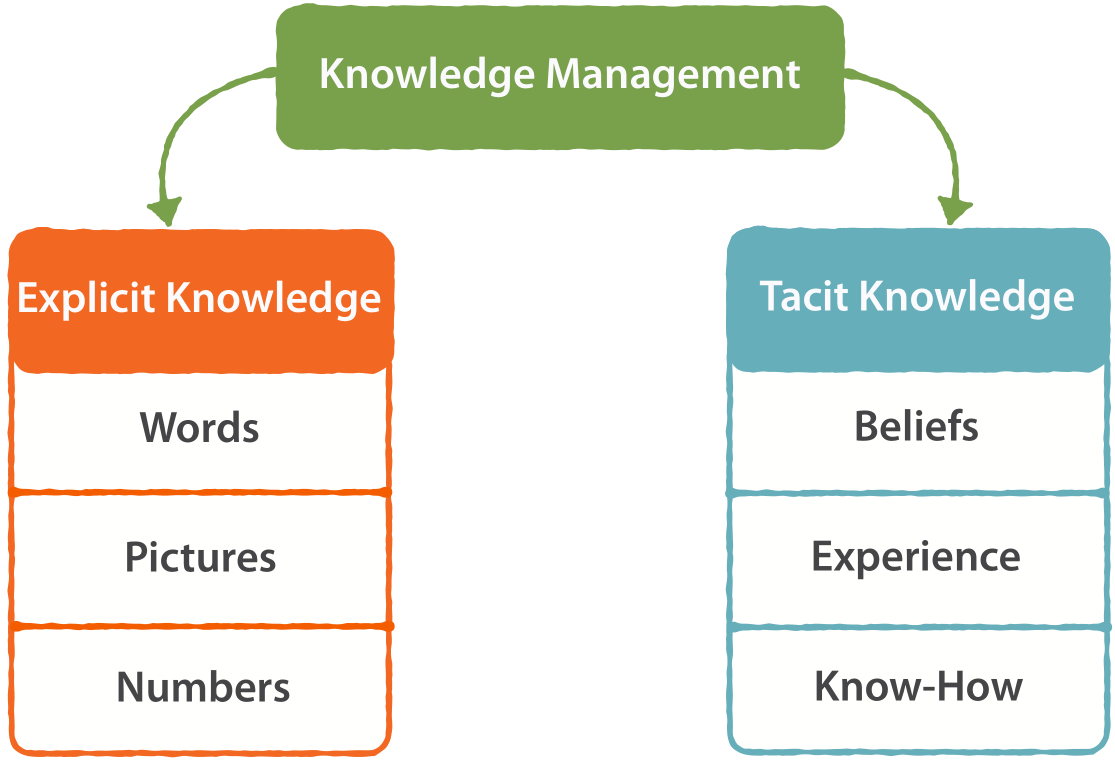 Knowledge Management
Explicit Knowledge
Words
Pictures
Numbers
Tacit Knowledge
Beliefs
Experience
Know-How